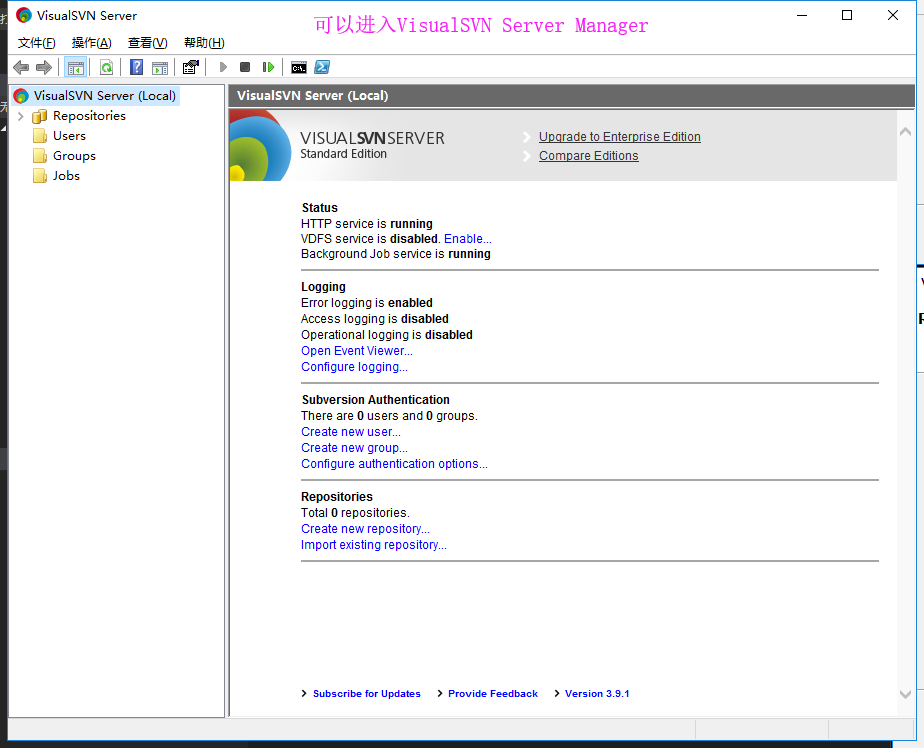 VisualSVN Server
可以进入VisualSVN Server Manager
文件(F) 操作(A) 查看(V) 帮助(H)
C:\
VisualSVN Server (Local)
Repositories
Users
Groups
Jobs
VisualSVN Server (Local)
VISUALSVNSERVER
Standard Edition
Upgrade to Enterprise Edition
Compare Editions
Status
HTTP service is running
VDFS service is disabled. Enable...
Background Job service is running
Logging
Error logging is enabled
Access logging is disabled
Operational logging is disabled
Open Event Viewer...
Configure logging...
Subversion Authentication
There are 0 users and 0 groups.
Create new user...
Create new group...
Configure authentication options...
Repositories
Total 0 repositories.
Create new repository...
Import existing repository...
Subscribe for Updates Provide Feedback Version 3.9.1